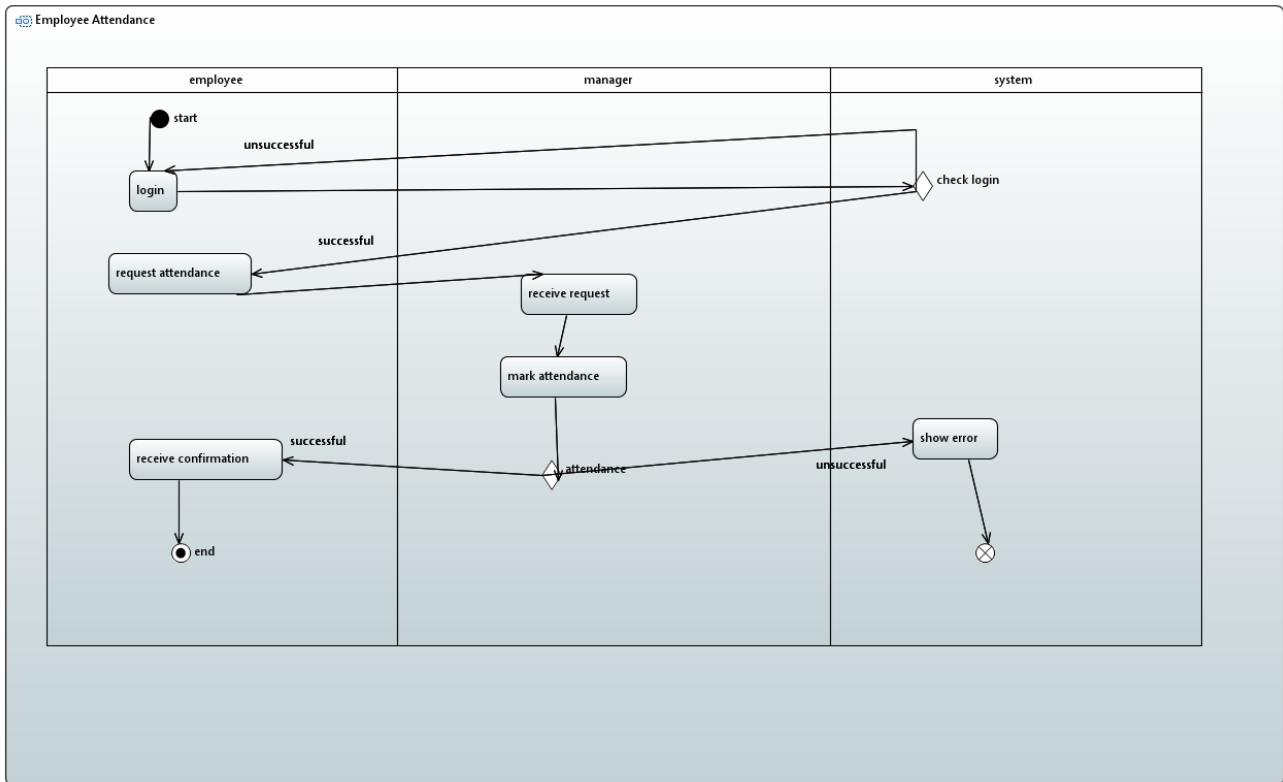 Employee Attendance
employee
manager
system
start
unsuccessful
login
check login
successful
request attendance
receive request
mark attendance
successful
receive confirmation
attendance
show error
unsuccessful
end